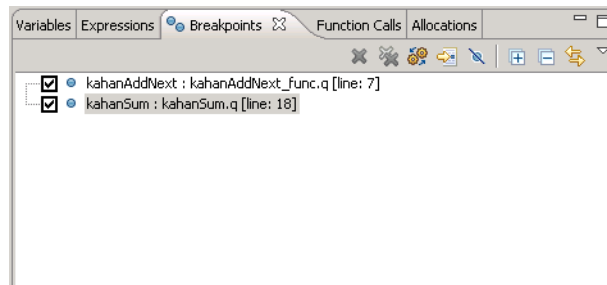 Variables Expressions Breakpoints Function Calls Allocations
kahanAddNext : kahanAddNext_func.q [line: 7]
kahanSum : kahanSum.q [line: 18]